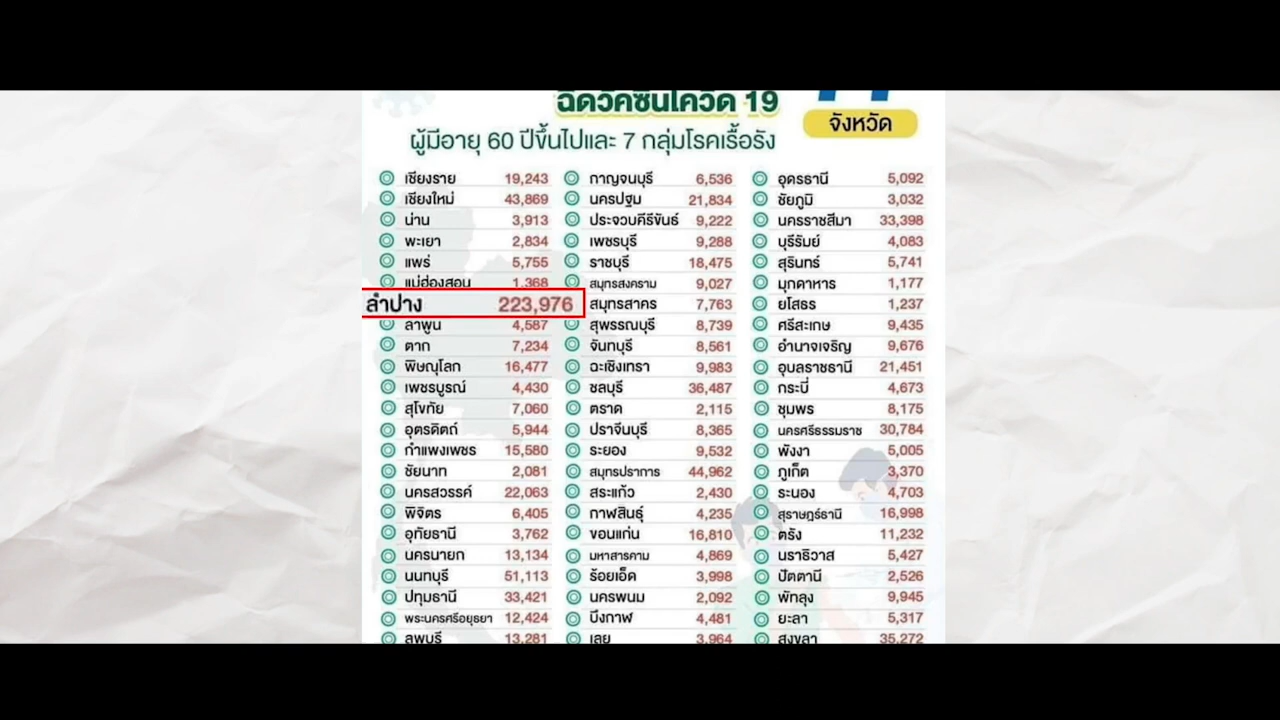 ฉีดวัคซีนโควิด 19
จังหวัด
ผู้มีอายุ 60 ปีขึ้นไปและ 7 กลุ่มโรคเรื้อรัง
เชียงราย 19,243
เชียงใหม่ 43,869
น่าน 3,913
พะเยา 2,834
แพร่ 5,755
แม่ฮ่องสอน 1,368
ลำปาง 223,976
ลำพูน 4,587
ตาก 7,234
พิษณุโลก 16,477
เพชรบูรณ์ 4,430
สุโขทัย 7,060
อุตรดิตถ์ 5,944
กำแพงเพชร 15,580
ชัยนาท 2,081
นครสวรรค์ 22,063
พิจิตร 6,405
อุทัยธานี 3,762
นครนายก 13,134
นนทบุรี 51,113
ปทุมธานี 33,421
พระนครศรีอยุธยา 12,424
ลพบุรี 13,281
กาญจนบุรี 6,536
นครปฐม 21,834
ประจวบคีรีขันธ์ 9,222
เพชรบุรี 9,288
ราชบุรี 18,475
สมุทรสงคราม 9,027
สมุทรสาคร 7,763
สุพรรณบุรี 8,739
จันทบุรี 8,561
ฉะเชิงเทรา 9,983
ชลบุรี 36,487
ตราด 2,115
ปราจีนบุรี 8,365
ระยอง 9,532
สมุทรปราการ 44,962
สระแก้ว 2,430
กาฬสินธุ์ 4,235
ขอนแก่น 16,810
มหาสารคาม 4,869
ร้อยเอ็ด 3,998
นครพนม 2,092
บึงกาฬ 4,481
เลย 3,964
อุดรธานี 5,092
ชัยภูมิ 3,032
นครราชสีมา 33,398
บุรีรัมย์ 4,083
สุรินทร์ 5,741
มุกดาหาร 1,177
ยโสธร 1,237
ศรีสะเกษ 9,435
อำนาจเจริญ 9,676
อุบลราชธานี 21,451
กระบี่ 4,673
ชุมพร 8,175
นครศรีธรรมราช 30,784
พังงา 5,005
ภูเก็ต 3,370
ระนอง 4,703
สุราษฎร์ธานี 16,998
ตรัง 11,232
นราธิวาส 5,427
ปัตตานี 2,526
พัทลุง 9,945
ยะลา 5,317
สงขลา 35,272